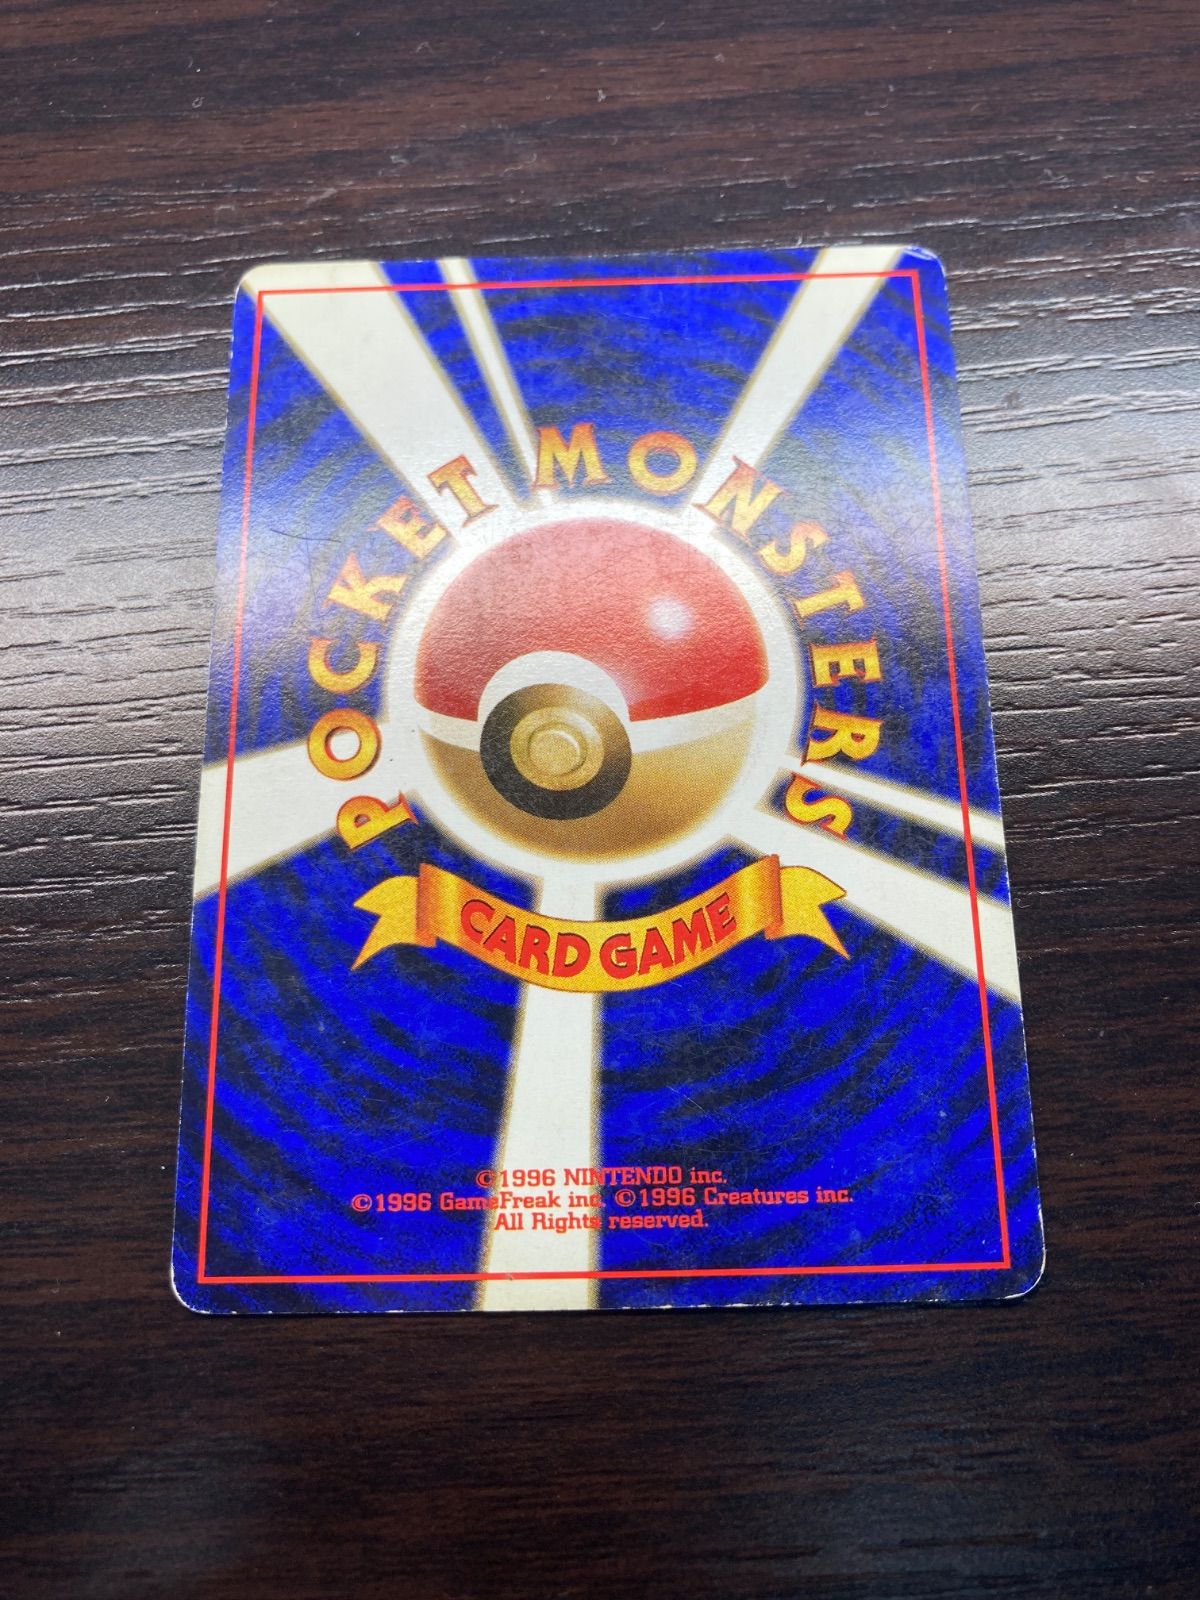 POCKET MONSTERS
CARD GAME
©1996 NINTENDO inc.
©1996 GameFreak inc. ©1996 Creatures inc.
All Rights reserved.